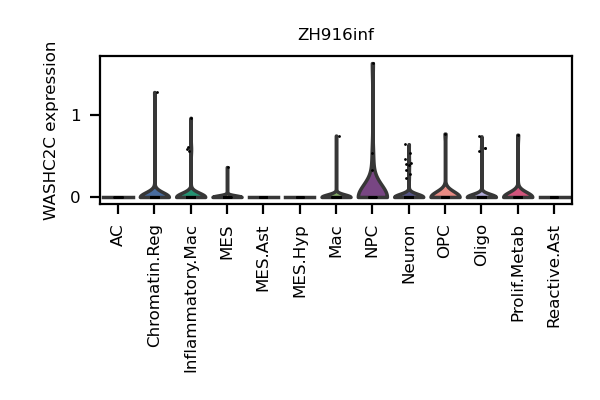 ZH916inf
WASHC2C expression
1
0
AC
Chromatin.Reg
Inflammatory.Mac
MES
MES.Ast
MES.Hyp
Mac
NPC
Neuron
OPC
Oligo
Prolif.Metab
Reactive.Ast